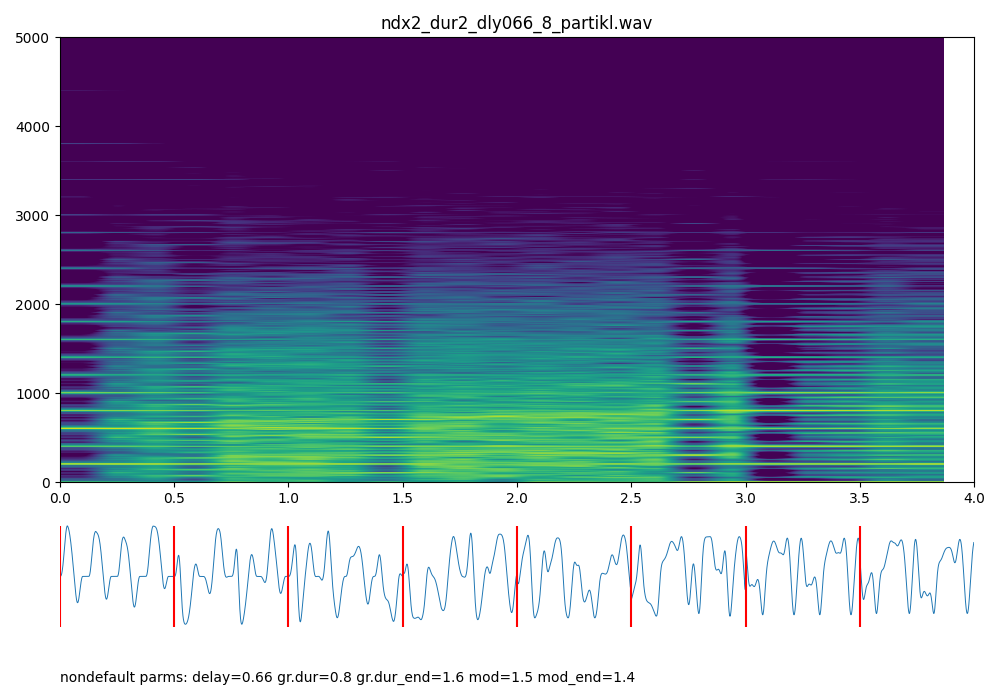 ndx2_dur2_dly066_8_partikl.wav
5000
4000
3000
2000
1000
0
0.0 0.5 1.0 1.5 2.0 2.5 3.0 3.5 4.0
nondefault parms: delay=0.66 gr.dur=0.8 gr.dur_end=1.6 mod=1.5 mod_end=1.4